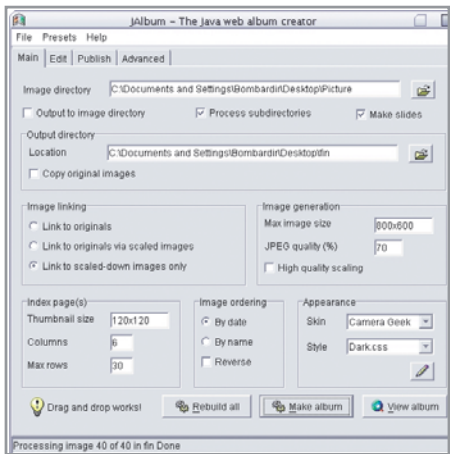 JAlbum - The Java web album creator
File Presets Help
Main Edit Publish Advanced
Image directory C:\Documents and Settings\Bombardir\Desktop\Picture
Output to image directory Process subdirectories Make slides
Output directory
Location C:\Documents and Settings\Bombardir\Desktop\fin
Copy original images
Image linking
Link to originals
Link to originals via scaled images
Link to scaled-down images only
Image generation
Max image size 800x600
JPEG quality (%) 70
High quality scaling
Index page(s)
Thumbnail size 120x120
Columns 6
Max rows 30
Image ordering
By date
By name
Reverse
Appearance
Skin Camera Geek
Style Dark.css
Drag and drop works! Rebuild all Make album View album
Processing image 40 of 40 in fin Done